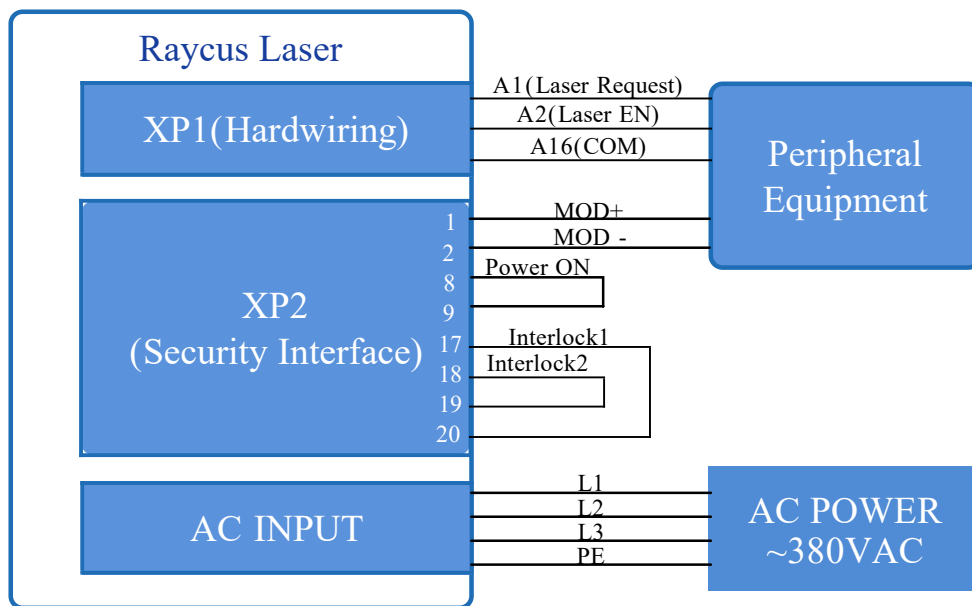 Raycus Laser
XP1(Hardwiring)
A1(Laser Request)
A2(Laser EN)
A16(COM)
Peripheral
Equipment
XP2
(Security Interface)
1
2
8
9
17
18
19
20
MOD+
MOD -
Power ON
Interlock1
Interlock2
AC INPUT
L1
L2
L3
PE
AC POWER
~380VAC